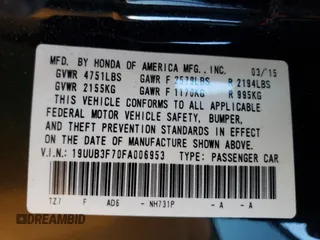 MFD. BY HONDA OF AMERICA MFG., INC. 03/15
GVWR 4751LBS GAWR F 2579LBS R 2194LBS
GVWR 2155KG GAWR F 1170KG R 995KG
THIS VEHICLE CONFORMS TO ALL APPLICABLE
FEDERAL MOTOR VEHICLE SAFETY, BUMPER,
AND THEFT PREVENTION STANDARDS IN EFFECT
ON THE DATE OF MANUFACTURE SHOWN ABOVE.
V.I.N.: 19UUB3F70FA006953 TYPE: PASSENGER CAR
TZ7 F AD6 - NH731P - A - A
DREAMBID